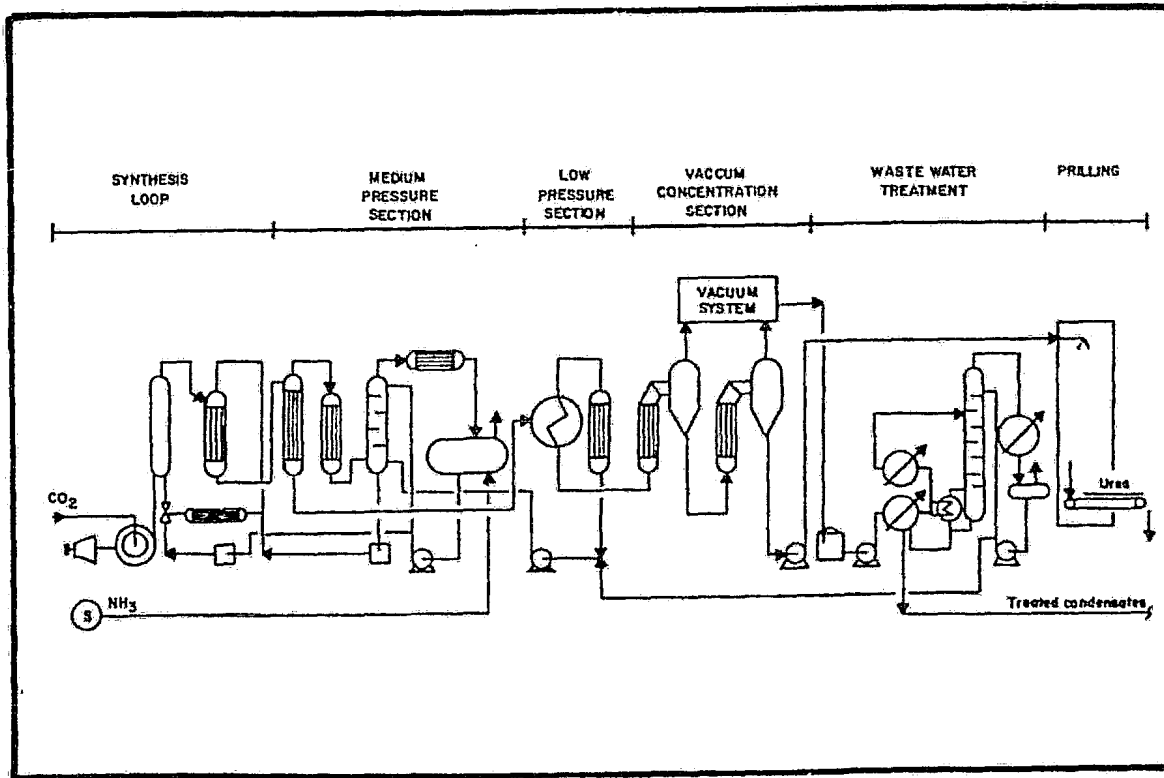 SYNTHESIS
LOOP
MEDIUM
PRESSURE
SECTION
LOW
PRESSURE
SECTION
VACCUM
CONCENTRATION
SECTION
WASTE WATER
TREATMENT
PRILLING
VACUUM
SYSTEM
CO2
Urea
NH3
S
Treated condensates